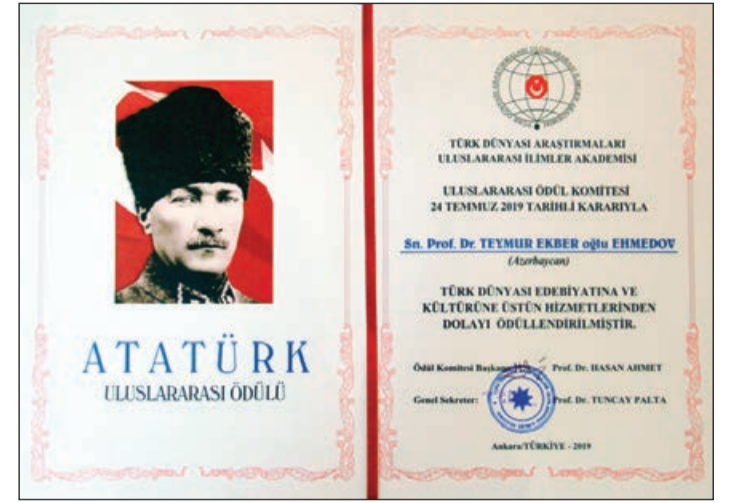 ATATÜRK
ULUSLARARASI ÖDÜLÜ
TÜRK DÜNYASI ARAŞTIRMALARI
ULUSLARARASI İLİMLER AKADEMİSİ
ULUSLARARASI ÖDÜL KOMİTESİ
24 TEMMUZ 2019 TARİHLİ KARARIYLA
Sn. Prof. Dr. TEYMUR EKBER oğlu EHMEDOV
(Azerbaycan)
TÜRK DÜNYASI EDEBİYATINA VE
KÜLTÜRÜNE ÜSTÜN HİZMETLERİNDEN
DOLAYI ÖDÜLLENDİRİLMİŞTİR.
Ödül Komitesi Başkanı Prof. Dr. HASAN AHMET
Genel Sekreter: Prof. Dr. TUNCAY PALTA
Ankara/TÜRKİYE - 2019